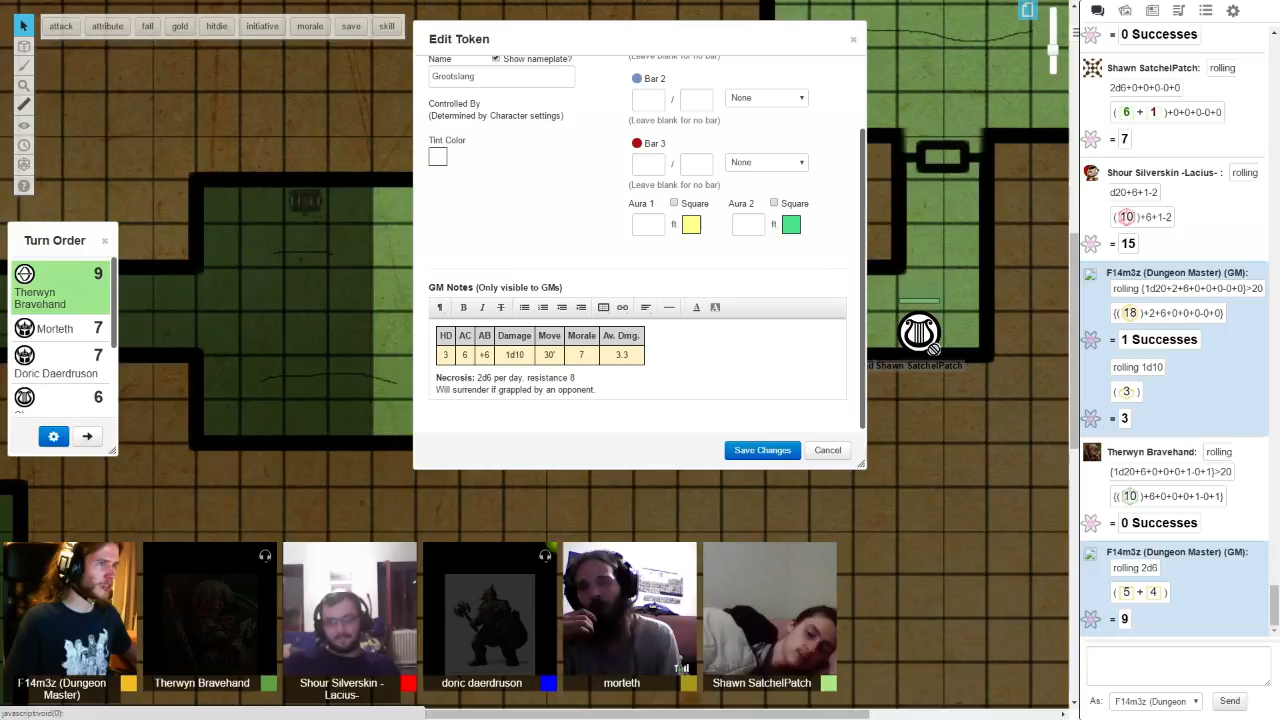 attack attribute fall gold hitdie initiative morale save skill
Edit Token ×
Name Show nameplate? (Leave blank for no bar)
Grootslang
Bar 2
/ None
(Leave blank for no bar)
Controlled By
(Determined by Character settings)
Tint Color
Bar 3
/ None
(Leave blank for no bar)
Aura 1 Square Aura 2 Square
ft. ft.
GM Notes (Only visible to GMs)
HD AC AB Damage Move Morale Av. Dmg.
3 6 +6 1d10 30' 7 3.3
Necrosis: 2d6 per day, resistance 8
Will surrender if grappled by an opponent.
Save Changes Cancel
Turn Order ×
9
Therwyn Bravehand
Morteth 7
7
Doric Daerdruson
6
d Shawn SatchelPatch
= 0 Successes
Shawn SatchelPatch: rolling
2d6+0+0+0-0+0
( 6 + 1 )+0+0+0-0+0
= 7
Shour Silverskin -Lacius- : rolling
d20+6+1-2
(10)+6+1-2
= 15
F14m3z (Dungeon Master) (GM):
rolling {1d20+2+6+0+0+0-0+0}>20
{(18)+2+6+0+0+0-0+0}
= 1 Successes
rolling 1d10
( 3 )
= 3
Therwyn Bravehand: rolling
{1d20+6+0+0+0+1-0+1}>20
{(10)+6+0+0+0+1-0+1}
= 0 Successes
F14m3z (Dungeon Master) (GM):
rolling 2d6
( 5 + 4 )
= 9
As: F14m3z (Dungeon Send
F14m3z (Dungeon Master)
Therwyn Bravehand
Shour Silverskin -Lacius-
doric daerdruson
morteth
Shawn SatchelPatch
javascript:void(0);